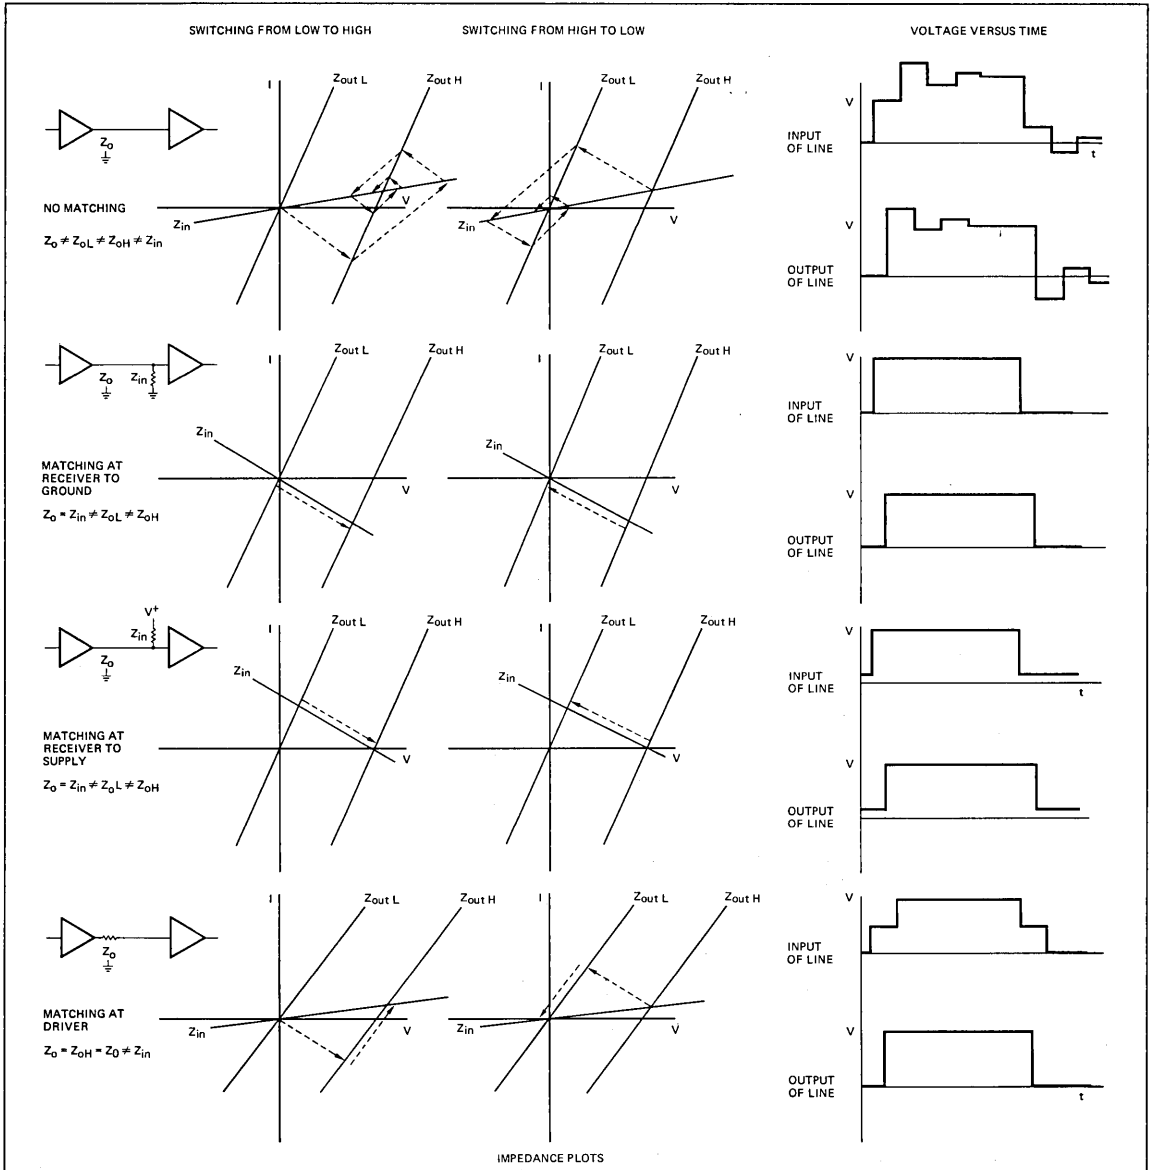 SWITCHING FROM LOW TO HIGH
SWITCHING FROM HIGH TO LOW
VOLTAGE VERSUS TIME
Zo
NO MATCHING
Zo ≠ ZoL ≠ ZoH ≠ Zin
I
Zout L
Zout H
V
Zin
I
Zout L
Zout H
V
Zin
V
INPUT
OF LINE
t
V
OUTPUT
OF LINE
Zo
Zin
MATCHING AT
RECEIVER TO
GROUND
Zo = Zin ≠ ZoL ≠ ZoH
I
Zout L
Zout H
Zin
V
I
Zout L
Zout H
Zin
V
V
INPUT
OF LINE
V
OUTPUT
OF LINE
V+
Zin
Zo
MATCHING AT
RECEIVER TO
SUPPLY
Zo = Zin ≠ ZoL ≠ ZoH
I
Zout L
Zout H
Zin
V
I
Zout L
Zout H
Zin
V
V
INPUT
OF LINE
t
V
OUTPUT
OF LINE
Zo
MATCHING AT
DRIVER
Zo = ZoH = Z0 ≠ Zin
I
Zout L
Zout H
Zin
V
I
Zout L
Zout H
Zin
V
V
INPUT
OF LINE
V
OUTPUT
OF LINE
t
IMPEDANCE PLOTS